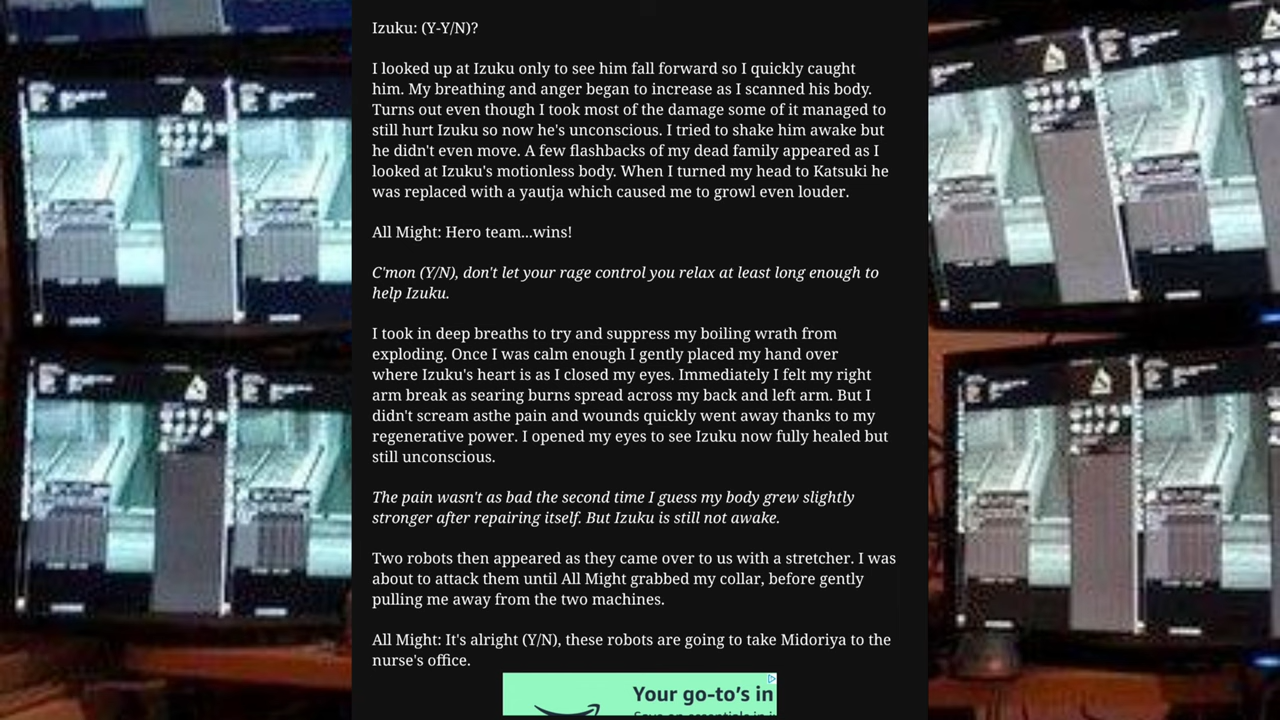 Izuku: (Y-Y/N)?
I looked up at Izuku only to see him fall forward so I quickly caught
him. My breathing and anger began to increase as I scanned his body.
Turns out even though I took most of the damage some of it managed to
still hurt Izuku so now he's unconscious. I tried to shake him awake but
he didn't even move. A few flashbacks of my dead family appeared as I
looked at Izuku's motionless body. When I turned my head to Katsuki he
was replaced with a yautja which caused me to growl even louder.
All Might: Hero team...wins!
C'mon (Y/N), don't let your rage control you relax at least long enough to
help Izuku.
I took in deep breaths to try and suppress my boiling wrath from
exploding. Once I was calm enough I gently placed my hand over
where Izuku's heart is as I closed my eyes. Immediately I felt my right
arm break as searing burns spread across my back and left arm. But I
didn't scream asthe pain and wounds quickly went away thanks to my
regenerative power. I opened my eyes to see Izuku now fully healed but
still unconscious.
The pain wasn't as bad the second time I guess my body grew slightly
stronger after repairing itself. But Izuku is still not awake.
Two robots then appeared as they came over to us with a stretcher. I was
about to attack them until All Might grabbed my collar, before gently
pulling me away from the two machines.
All Might: It's alright (Y/N), these robots are going to take Midoriya to the
nurse's office.
Your go-to's in